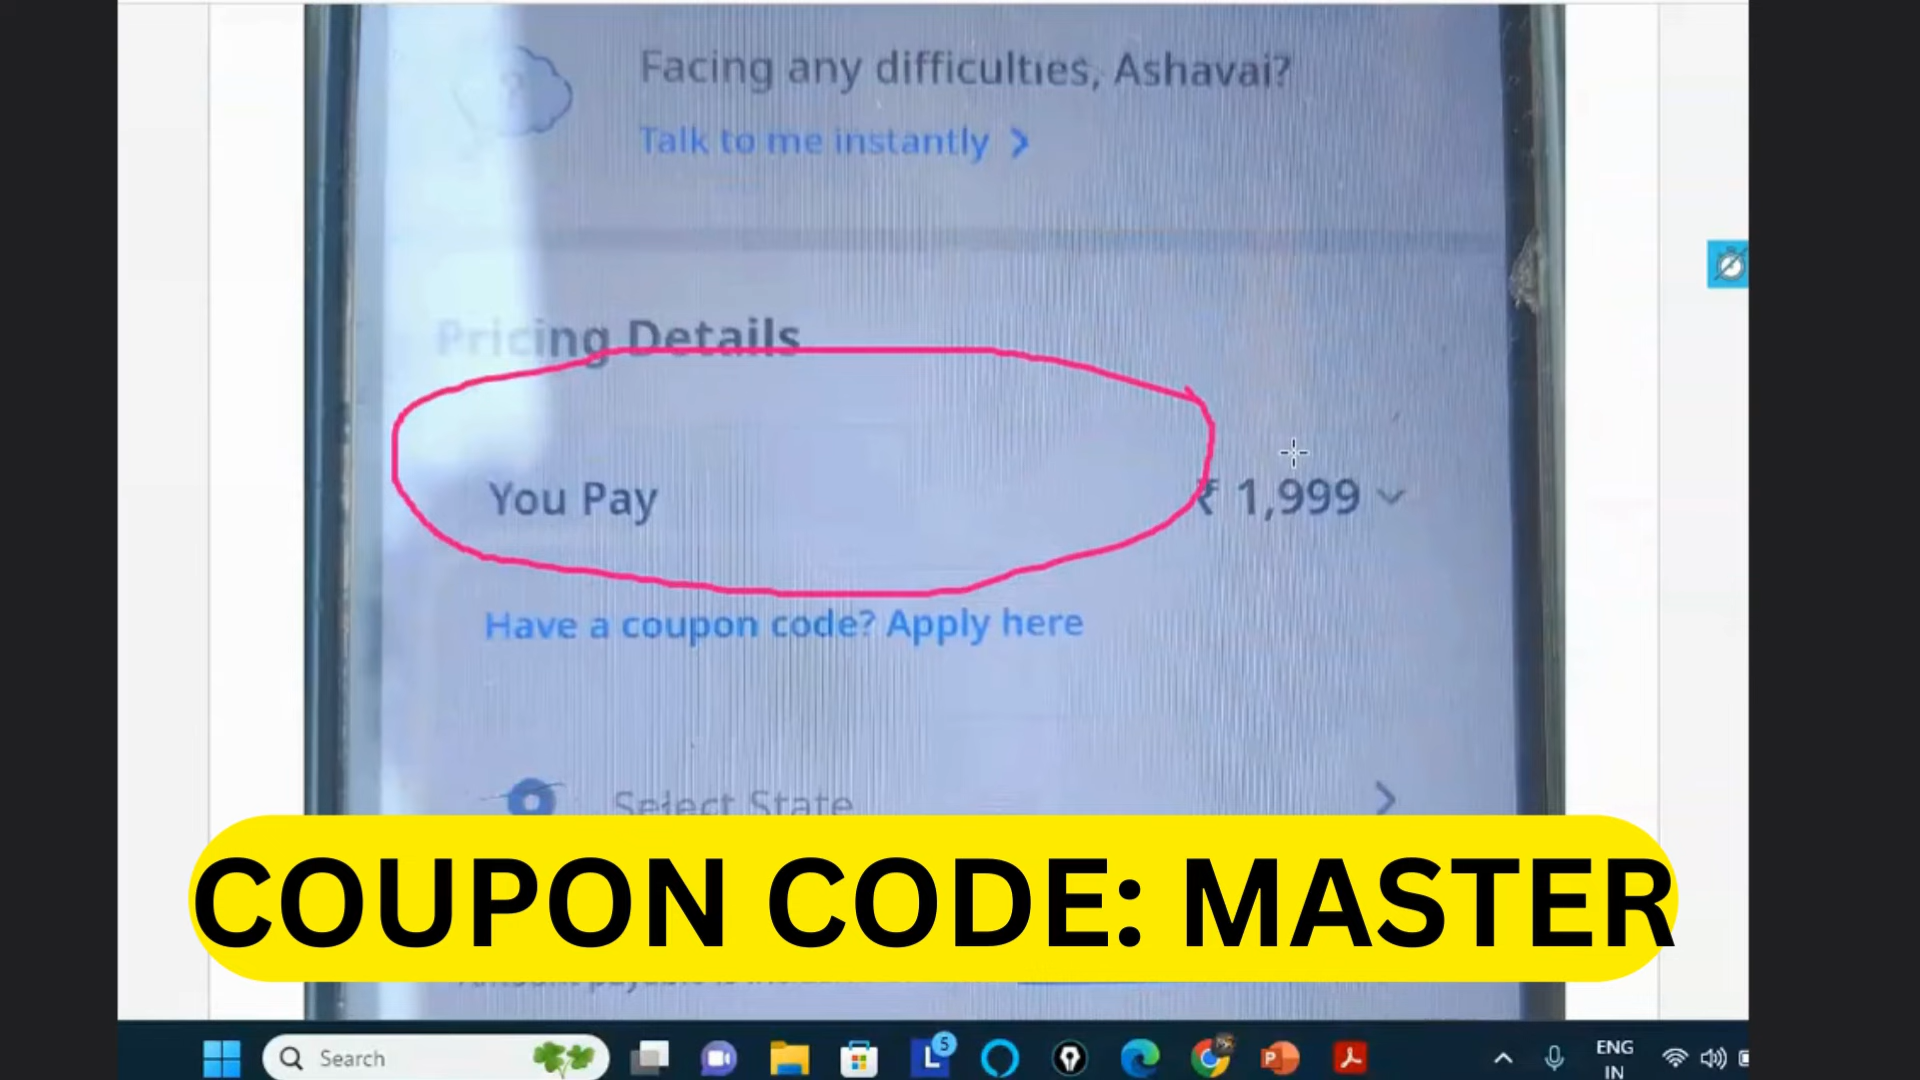 Facing any difficulties, Ashavai?
Talk to me instantly
Pricing Details
You Pay
₹ 1,999
Have a coupon code? Apply here
Select State
COUPON CODE: MASTER
Search
5
L
P
ENG
IN